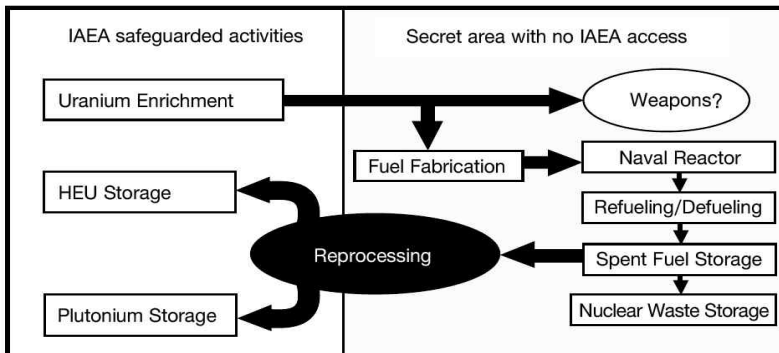 IAEA safeguarded activities
Secret area with no IAEA access
Uranium Enrichment
Weapons?
Fuel Fabrication
Naval Reactor
HEU Storage
Refueling/Defueling
Reprocessing
Spent Fuel Storage
Plutonium Storage
Nuclear Waste Storage